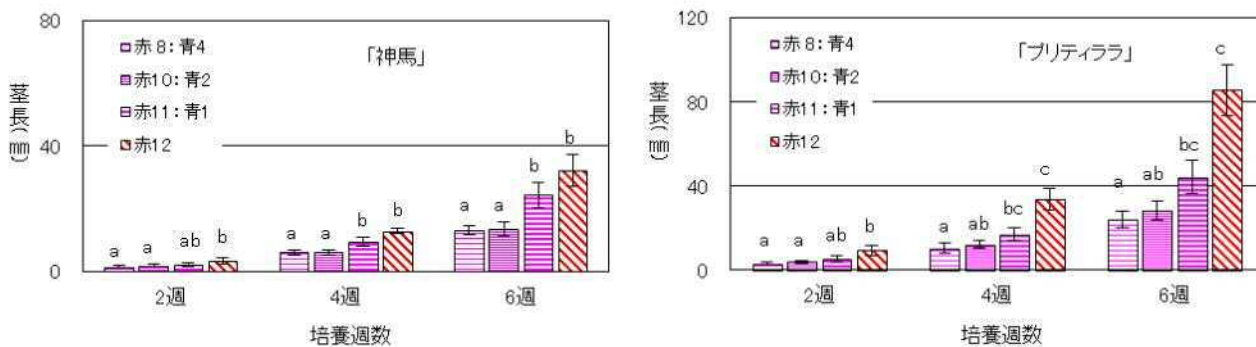 80
40
0
茎長(mm)
赤8:青4
赤10:青2
赤11:青1
赤12
「神馬」
a a ab b
a a b b
a a b b
2週 4週 6週
培養週数
120
80
40
0
茎長(mm)
赤8:青4
赤10:青2
赤11:青1
赤12
「プリティララ」
a a ab b
a ab bc c
a ab bc c
2週 4週 6週
培養週数